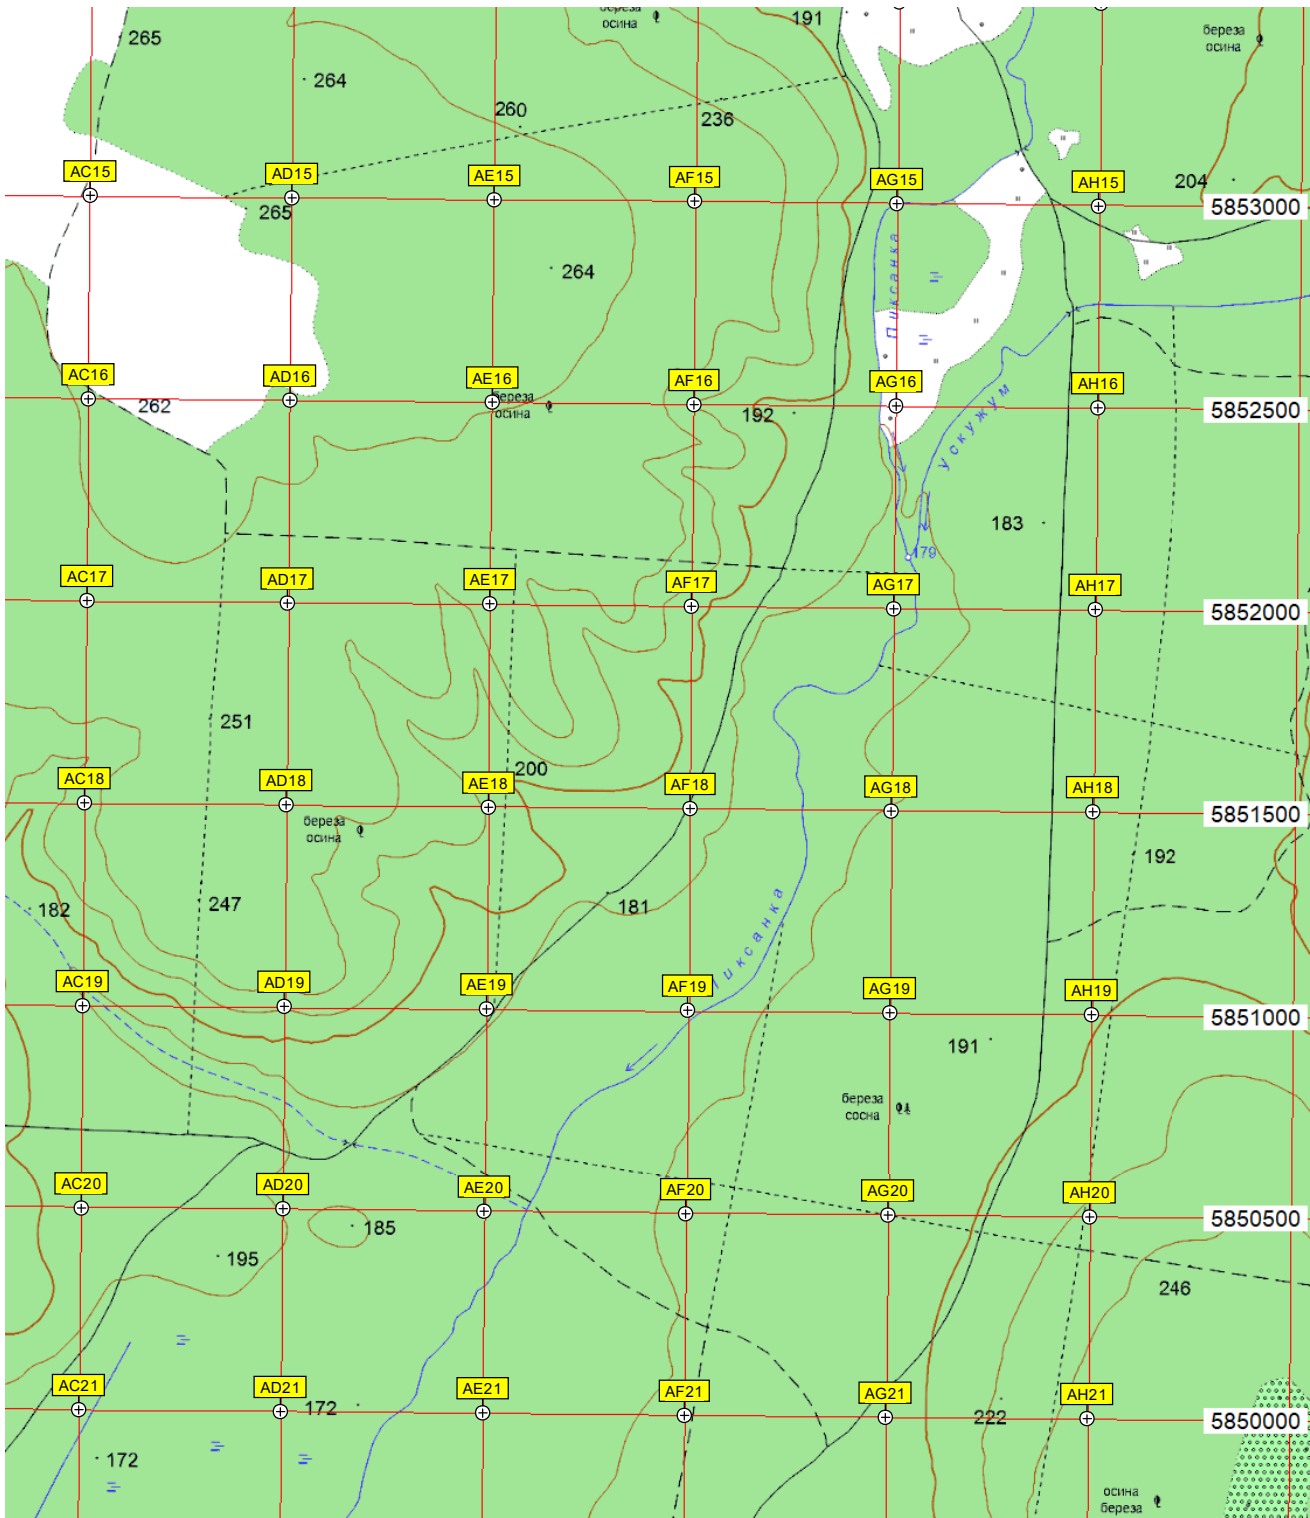 береза
осина
191
265
береза
осина
264
260
236
AC15
AD15
AE15
AF15
AG15
AH15
204
5853000
265
264
Пиксанка
AC16
AD16
AE16
AF16
AG16
AH16
262
береза
осина
192
5852500
Ускужум
183
179
AC17
AD17
AE17
AF17
AG17
AH17
5852000
251
200
AC18
AD18
AE18
AF18
AG18
AH18
5851500
береза
осина
192
182
247
181
Пиксанка
AC19
AD19
AE19
AF19
AG19
AH19
5851000
191
береза
сосна
AC20
AD20
AE20
AF20
AG20
AH20
5850500
185
195
246
AC21
AD21
AE21
AF21
AG21
AH21
172
222
5850000
172
осина
береза